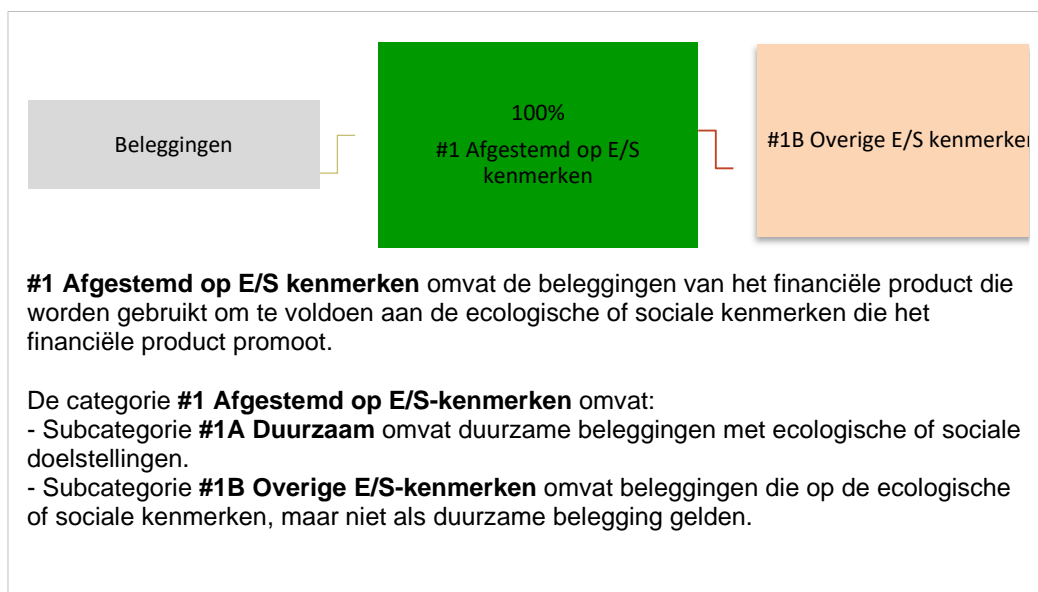 Beleggingen
100%
#1 Afgestemd op E/S
kenmerken
#1B Overige E/S kenmerken
#1 Afgestemd op E/S kenmerken omvat de beleggingen van het financiële product die
worden gebruikt om te voldoen aan de ecologische of sociale kenmerken die het
financiële product promoot.
De categorie #1 Afgestemd op E/S-kenmerken omvat:
- Subcategorie #1A Duurzaam omvat duurzame beleggingen met ecologische of sociale
doelstellingen.
- Subcategorie #1B Overige E/S-kenmerken omvat beleggingen die op de ecologische
of sociale kenmerken, maar niet als duurzame belegging gelden.